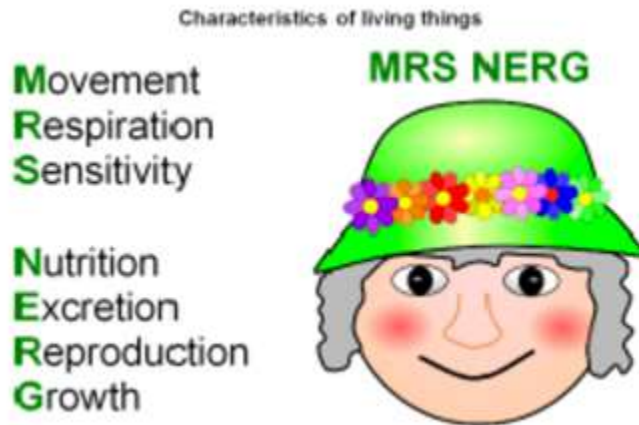 Characteristics of living things
MRS NERG
Movement
Respiration
Sensitivity
Nutrition
Excretion
Reproduction
Growth